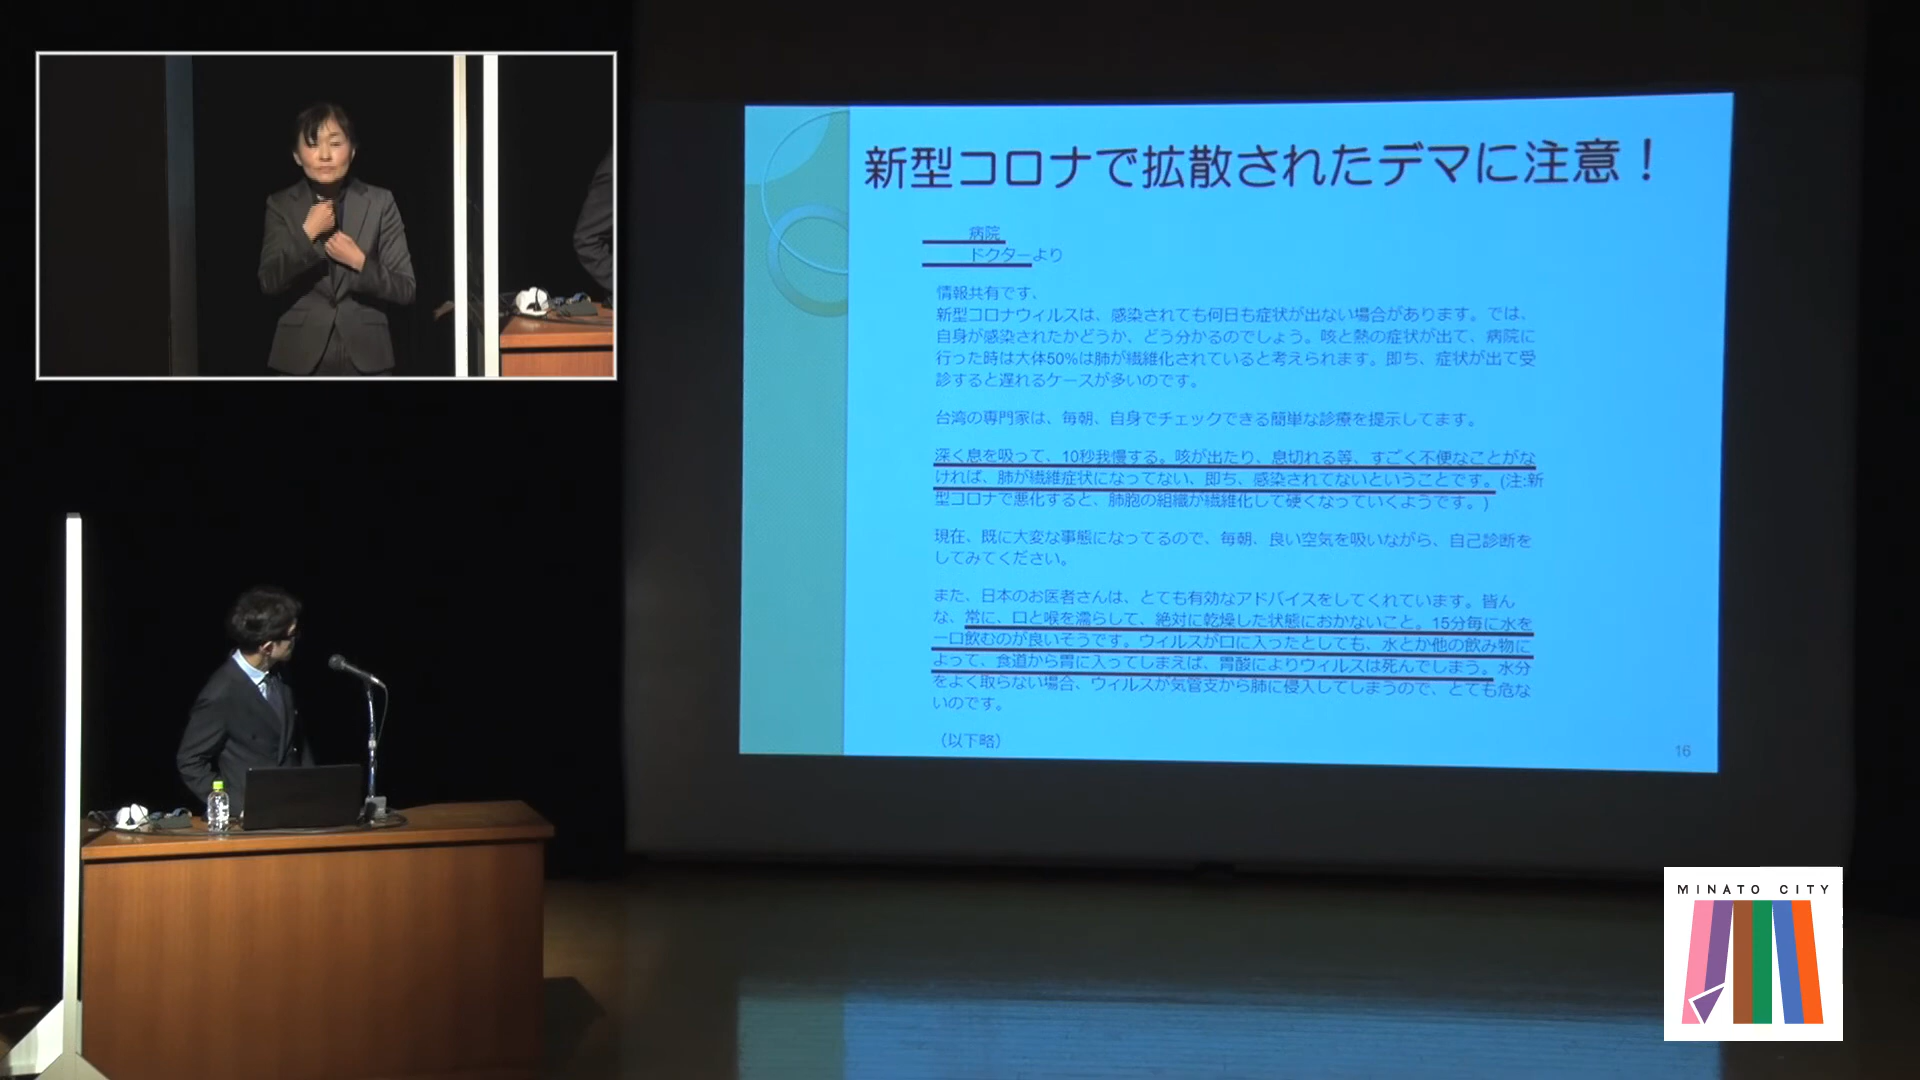 新型コロナで拡散されたデマに注意！
病院
ドクターより
情報共有です、
新型コロナウィルスは、感染されても何日も症状が出ない場合があります。では、
自身が感染されたかどうか、どう分かるのでしょう。咳と熱の症状が出て、病院に
行った時は大体50%は肺が繊維化されていると考えられます。即ち、症状が出て受
診すると遅れるケースが多いのです。
台湾の専門家は、毎朝、自身でチェックできる簡単な診療を提示してます。
深く息を吸って、10秒我慢する。咳が出たり、息切れる等、すごく不便なことがな
ければ、肺が繊維症状になってない、即ち、感染されてないということです。(注:新
型コロナで悪化すると、肺胞の組織が繊維化して硬くなっていくようです。)
現在、既に大変な事態になってるので、毎朝、良い空気を吸いながら、自己診断を
してみてください。
また、日本のお医者さんは、とても有効なアドバイスをしてくれています。皆ん
な、常に、口と喉を濡らして、絶対に乾燥した状態におかないこと。15分毎に水を
一口飲むのが良いそうです。ウィルスが口に入ったとしても、水とか他の飲み物に
よって、食道から胃に入ってしまえば、胃酸によりウィルスは死んでしまう。水分
をよく取らない場合、ウィルスが気管支から肺に侵入してしまうので、とても危な
いのです。
（以下略）
16
MINATO CITY